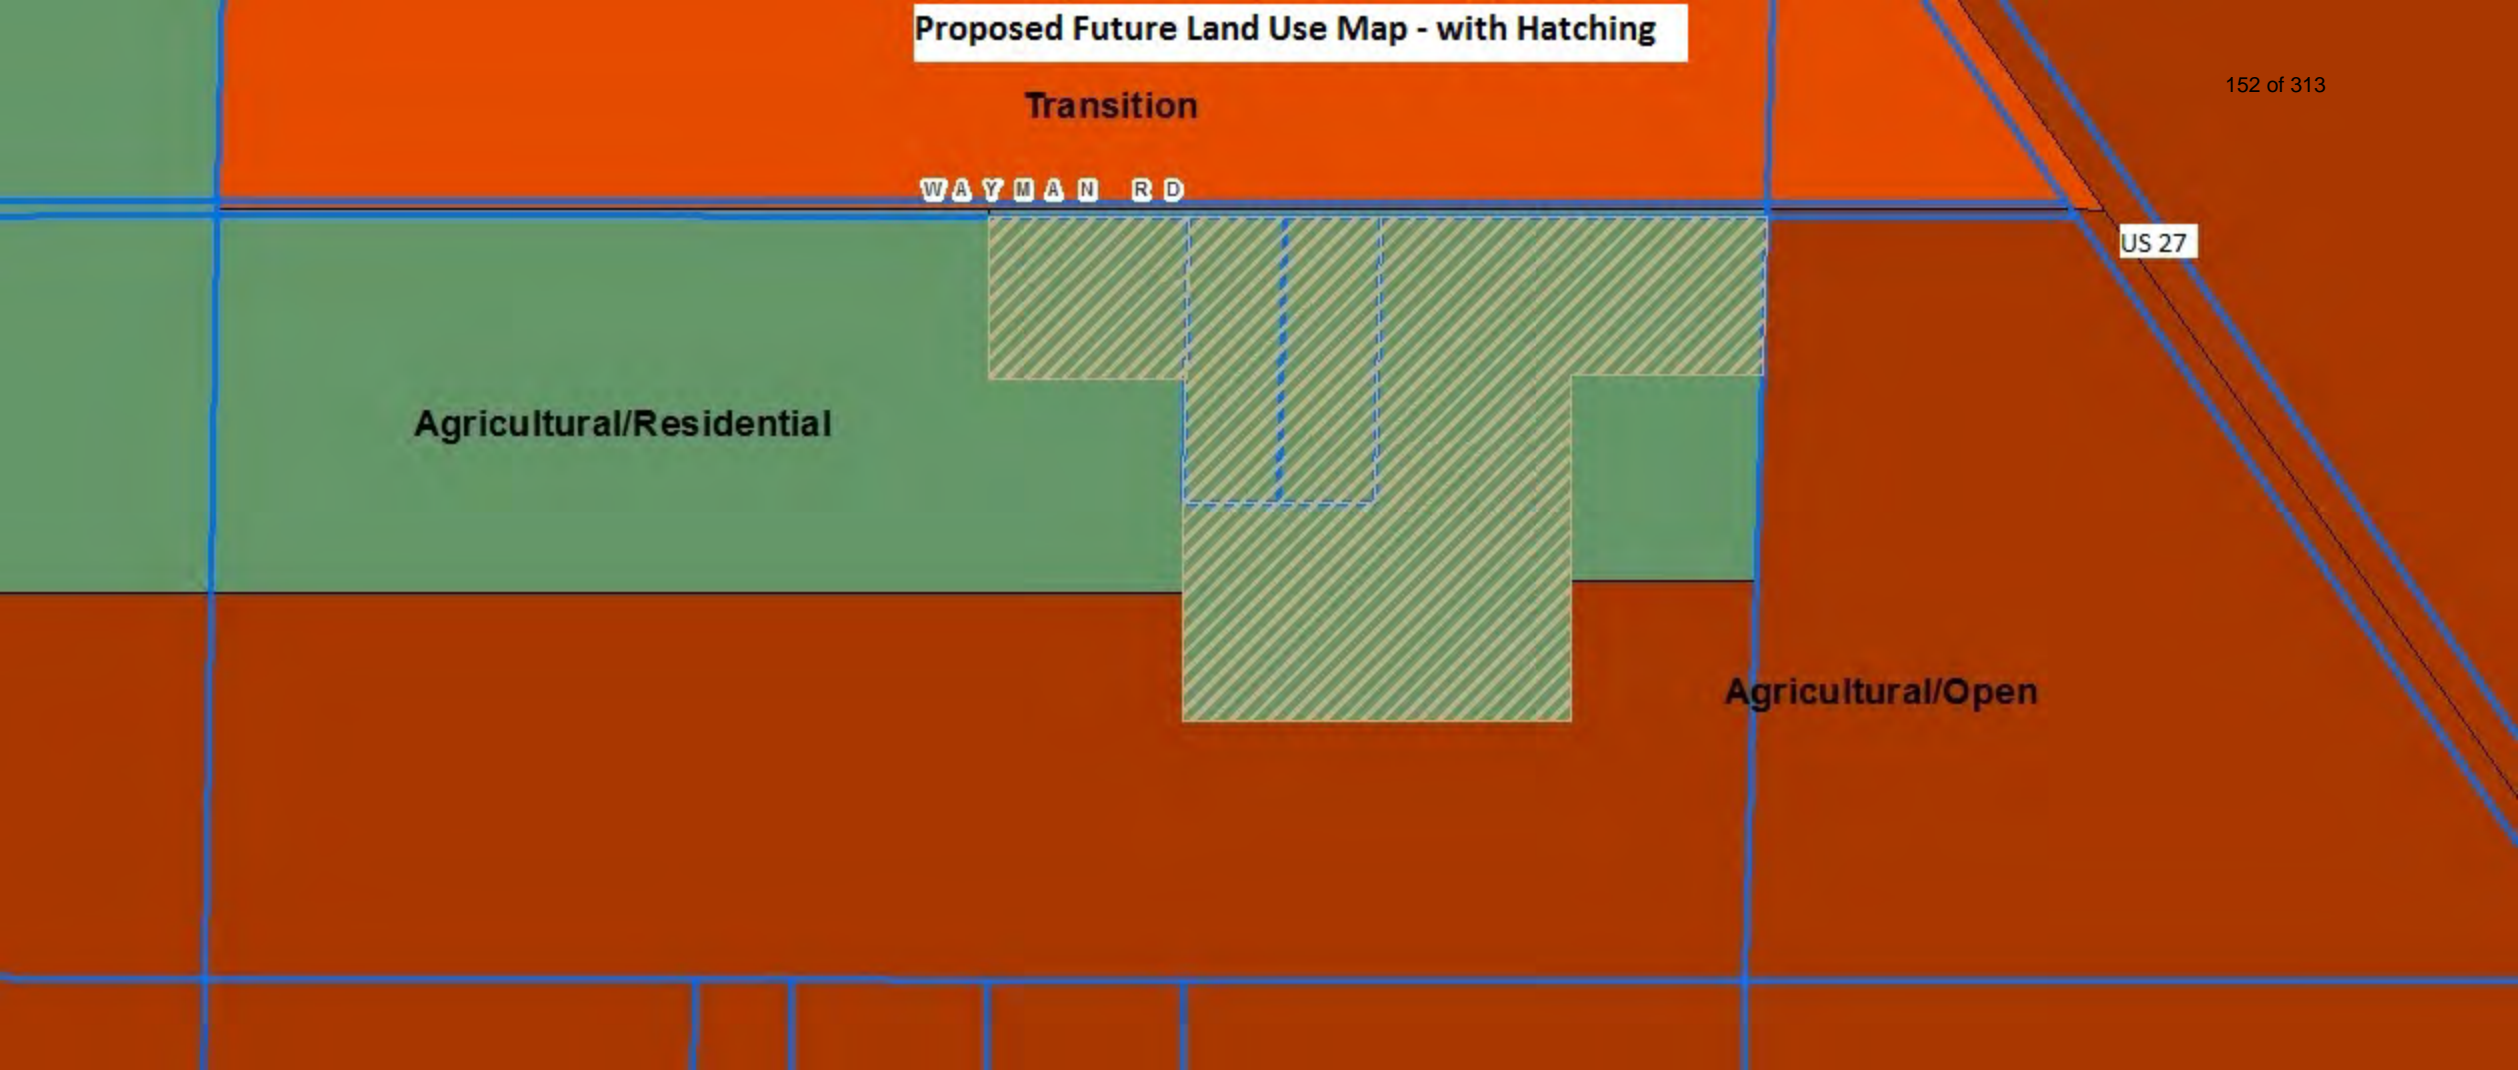 Proposed Future Land Use Map - with Hatching
152 of 313
Transition
WAYMAN RD
US 27
Agricultural/Residential
Agricultural/Open